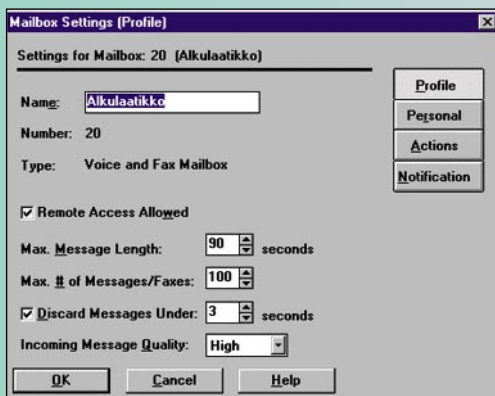 Mailbox Settings (Profile)
Settings for Mailbox: 20 (Alkulaatikko)
Name: Alkulaatikko
Number: 20
Type: Voice and Fax Mailbox
Remote Access Allowed
Max. Message Length: 90 seconds
Max. # of Messages/Faxes: 100
Discard Messages Under: 3 seconds
Incoming Message Quality: High
OK Cancel Help
Profile
Personal
Actions
Notification